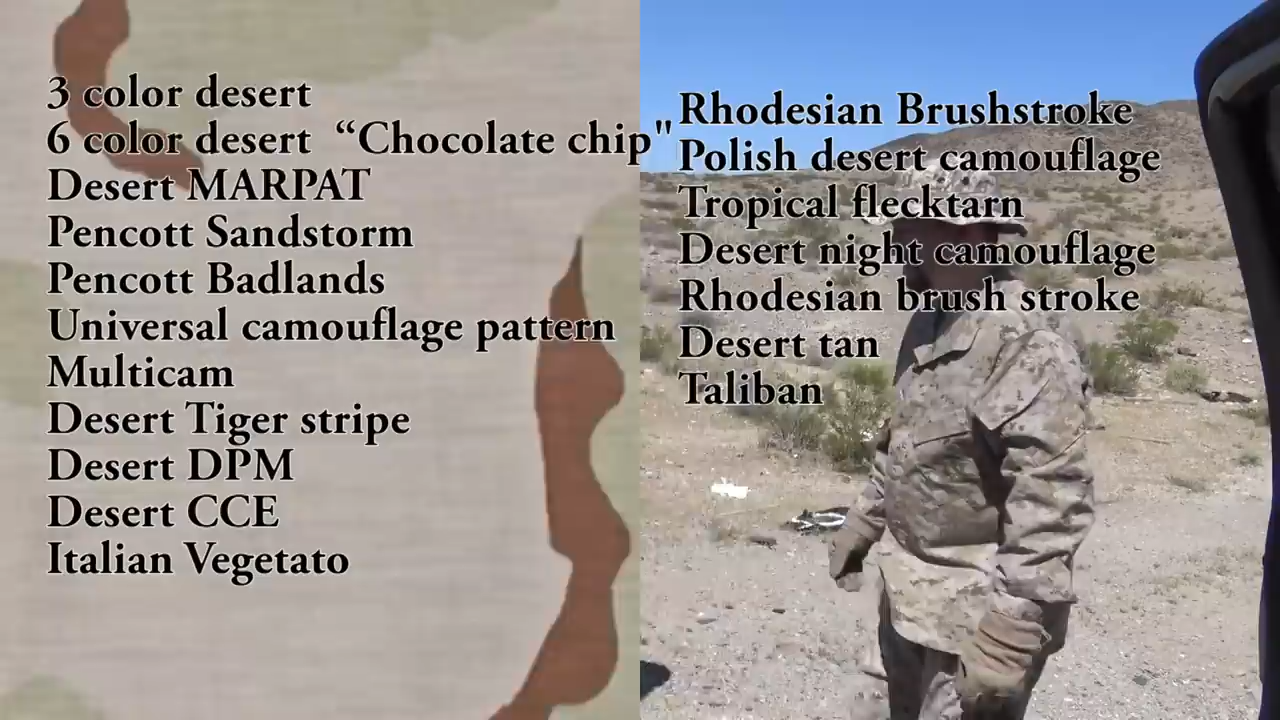 3 color desert
6 color desert “Chocolate chip"
Desert MARPAT
Pencott Sandstorm
Pencott Badlands
Universal camouflage pattern
Multicam
Desert Tiger stripe
Desert DPM
Desert CCE
Italian Vegetato
Rhodesian Brushstroke
Polish desert camouflage
Tropical flecktarn
Desert night camouflage
Rhodesian brush stroke
Desert tan
Taliban